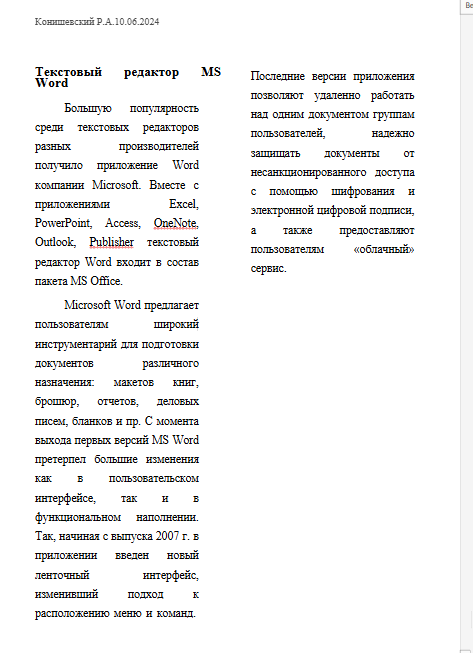 Конишевский Р.А.10.06.2024
Текстовый редактор MS
Word
Большую популярность
среди текстовых редакторов
разных производителей
получило приложение Word
компании Microsoft. Вместе с
приложениями Excel,
PowerPoint, Access, OneNote,
Outlook, Publisher текстовый
редактор Word входит в состав
пакета MS Office.
Microsoft Word предлагает
пользователям широкий
инструментарий для подготовки
документов различного
назначения: макетов книг,
брошюр, отчетов, деловых
писем, бланков и пр. С момента
выхода первых версий MS Word
претерпел большие изменения
как в пользовательском
интерфейсе, так и в
функциональном наполнении.
Так, начиная с выпуска 2007 г. в
приложении введен новый
ленточный интерфейс,
изменивший подход к
расположению меню и команд.
Последние версии приложения
позволяют удаленно работать
над одним документом группам
пользователей, надежно
защищать документы от
несанкционированного доступа
с помощью шифрования и
электронной цифровой подписи,
а также предоставляют
пользователям «облачный»
сервис.